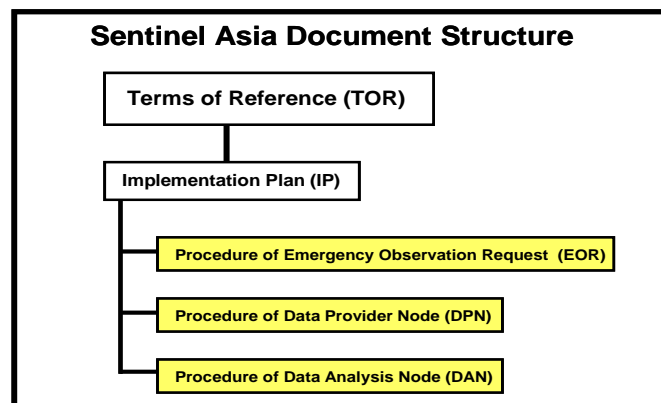 Sentinel Asia Document Structure
Terms of Reference (TOR)
Implementation Plan (IP)
Procedure of Emergency Observation Request (EOR)
Procedure of Data Provider Node (DPN)
Procedure of Data Analysis Node (DAN)